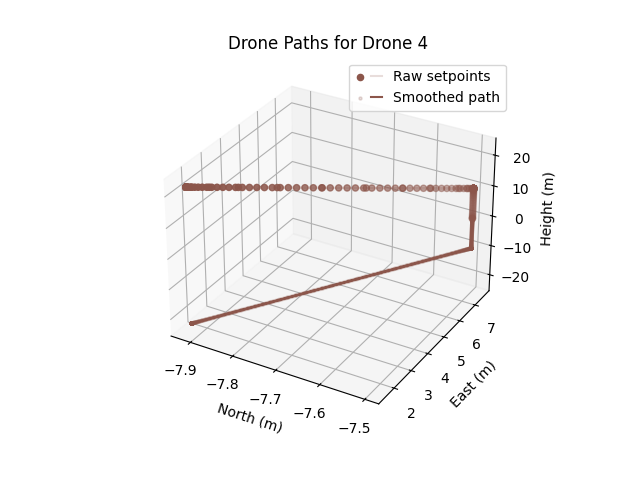 Drone Paths for Drone 4
Raw setpoints
Smoothed path
20
10
0
−10
−20
Height (m)
7
6
5
4
3
2
East (m)
−7.9
−7.8
−7.7
−7.6
−7.5
North (m)